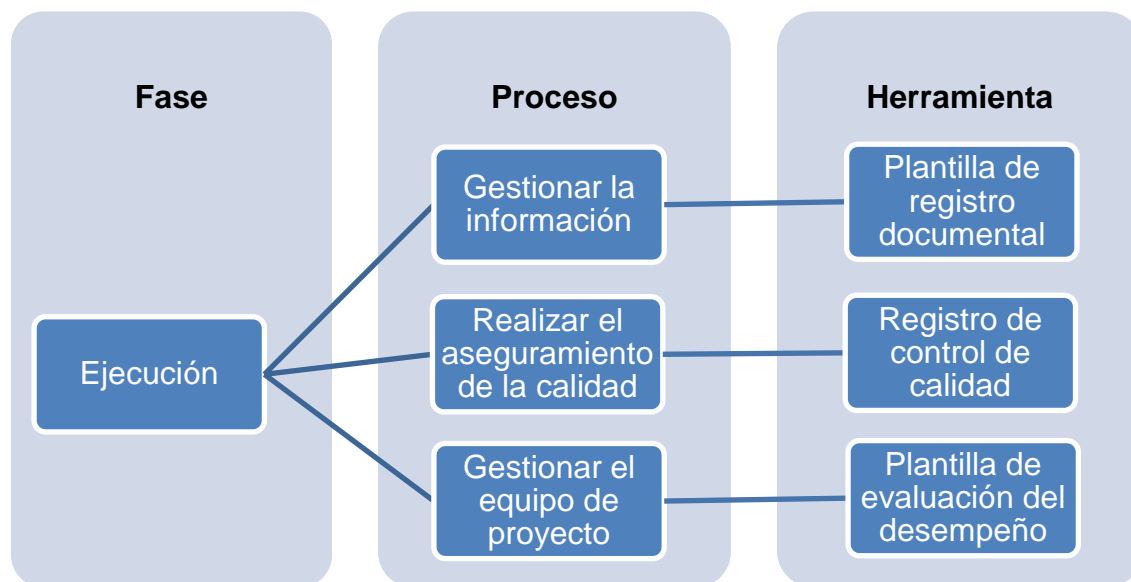 Fase
Proceso
Herramienta
Ejecución
Gestionar la
información
Plantilla de
registro
documental
Realizar el
aseguramiento
de la calidad
Registro de
control de
calidad
Gestionar el
equipo de
proyecto
Plantilla de
evaluación del
desempeño